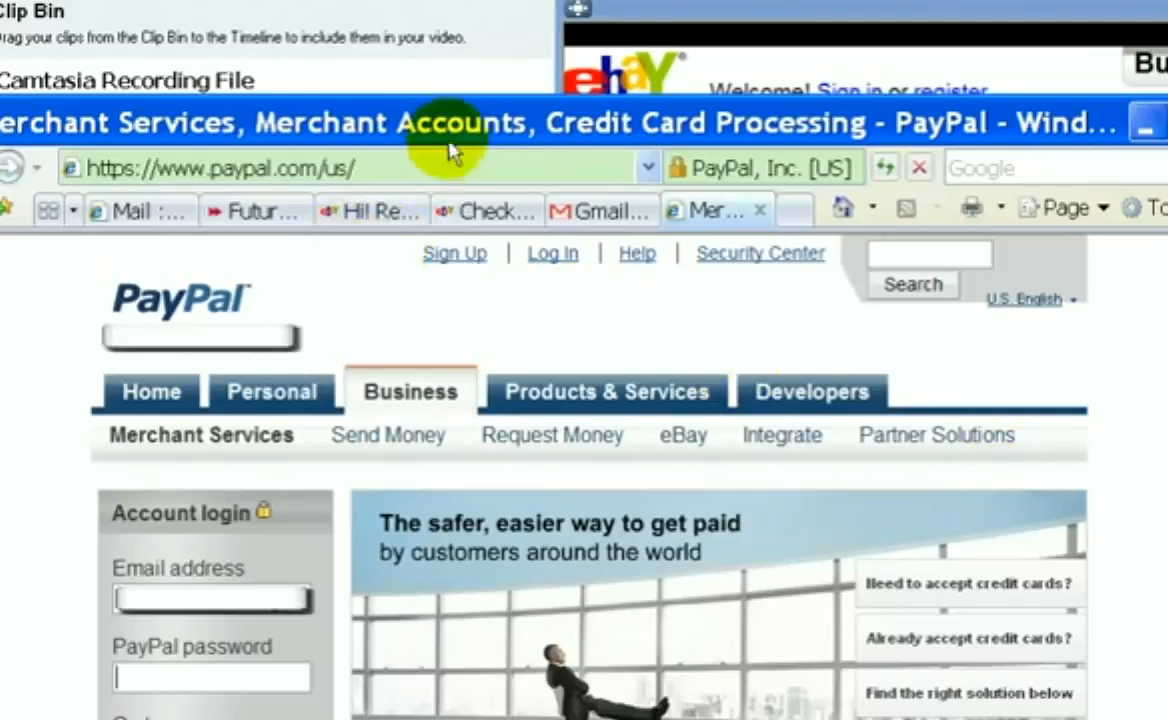 Clip Bin
rag your clips from the Clip Bin to the Timeline to include them in your video.
Camtasia Recording File
ebaY
Welcome! Sign in or register
Bu
erchant Services, Merchant Accounts, Credit Card Processing - PayPal - Wind...
https://www.paypal.com/us/
PayPal, Inc. [US]
Google
Mail :...
Futur...
Hi! Re...
Check...
Gmail...
Mer...
Page
To
Sign Up | Log In | Help | Security Center
Search
U.S. English
PayPal
Home
Personal
Business
Products & Services
Developers
Merchant Services
Send Money
Request Money
eBay
Integrate
Partner Solutions
Account login
The safer, easier way to get paid
by customers around the world
Email address
Need to accept credit cards?
Already accept credit cards?
PayPal password
Find the right solution below